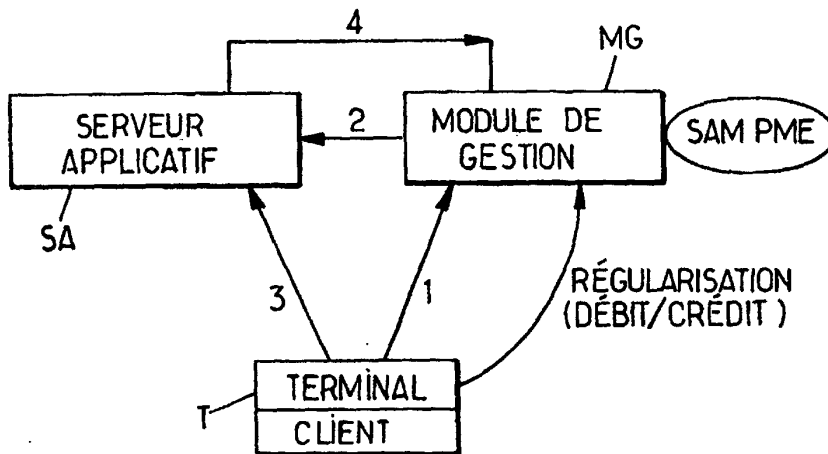 4
MG
SERVEUR
APPLICATIF
2
MODULE DE
GESTION
SAM PME
SA
3
1
RÉGULARISATION
(DÉBIT/CRÉDIT)
T
TERMINAL
CLIENT